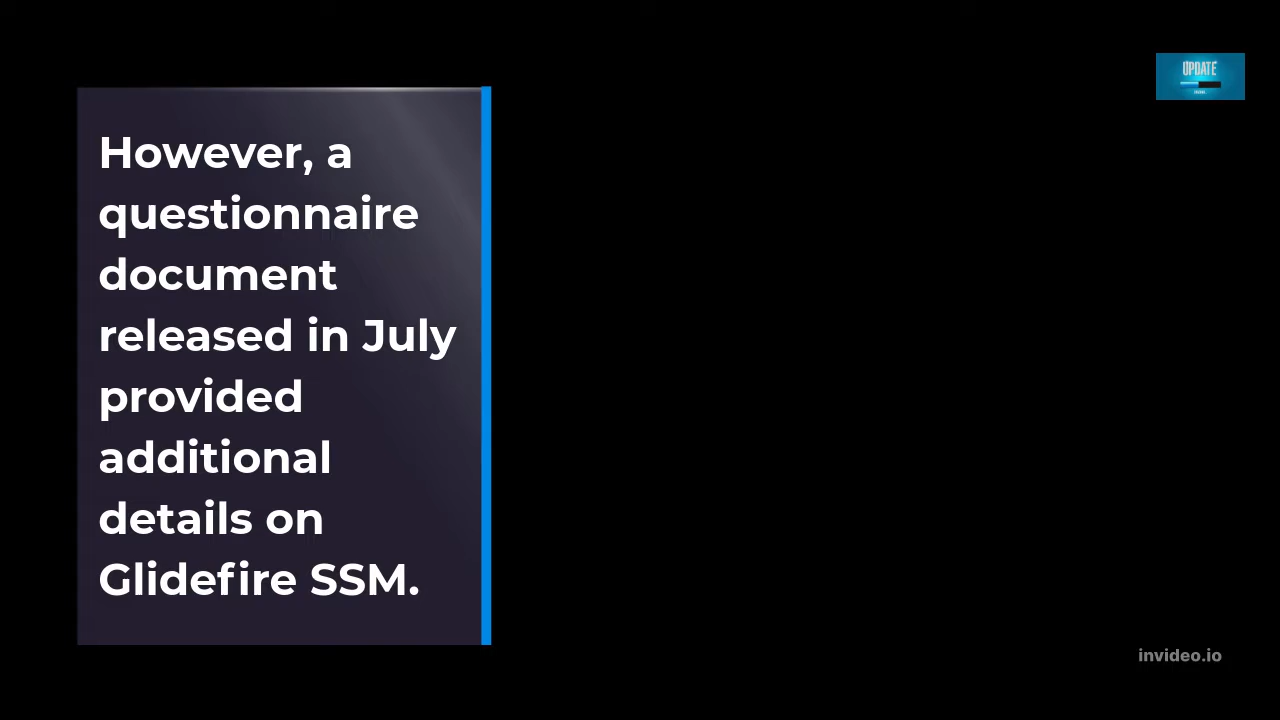 However, a
questionnaire
document
released in July
provided
additional
details on
Glidefire SSM.
UPDATE
invideo.io